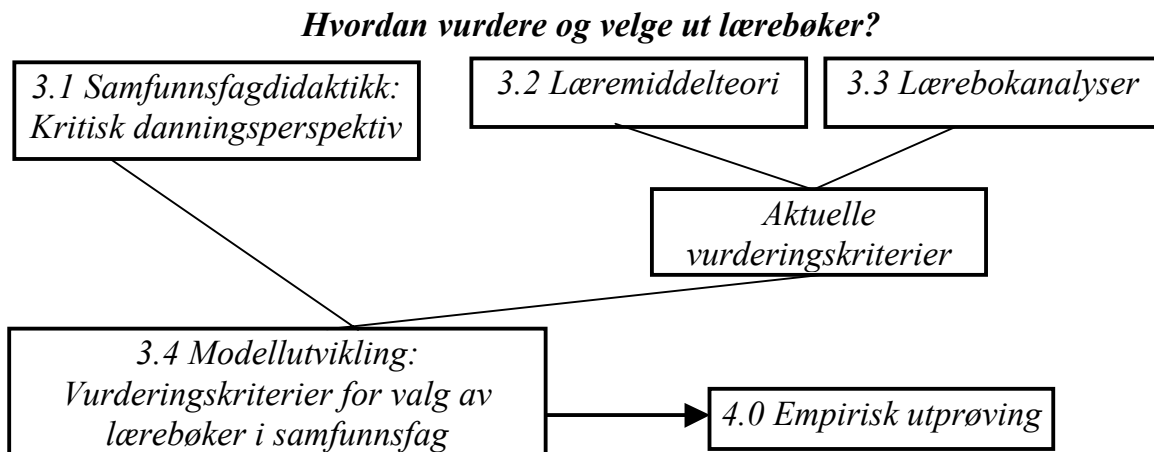 Hvordan vurdere og velge ut lærebøker?
3.1 Samfunnsfagdidaktikk:
Kritisk danningsperspektiv
3.2 Læremiddelteori
3.3 Lærebokanalyser
Aktuelle
vurderingskriterier
3.4 Modellutvikling:
Vurderingskriterier for valg av
lærebøker i samfunnsfag
4.0 Empirisk utprøving